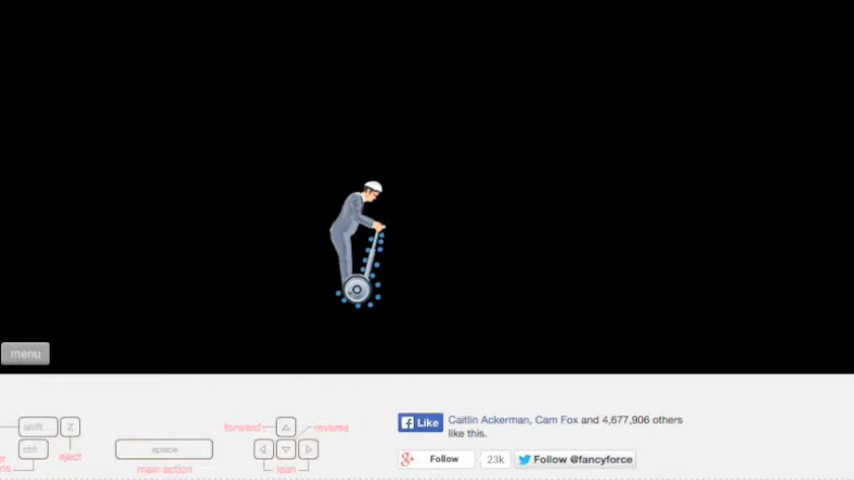 menu
shift
Z
ctrl
eject
space
main action
forward
reverse
lean
Like
Caitlin Ackerman, Cam Fox and 4,677,906 others
like this.
Follow
23k
Follow @fancyforce